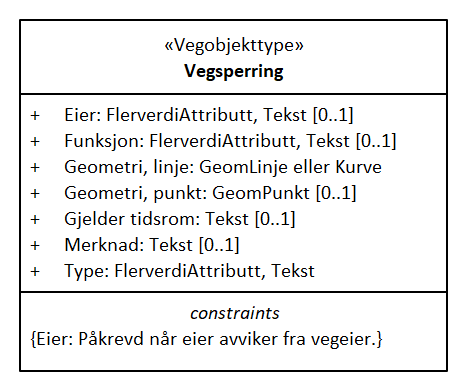 «Vegobjekttype»
Vegsperring
+ Eier: FlerverdiAttributt, Tekst [0..1]
+ Funksjon: FlerverdiAttributt, Tekst [0..1]
+ Geometri, linje: GeomLinje eller Kurve
+ Geometri, punkt: GeomPunkt [0..1]
+ Gjelder tidsrom: Tekst [0..1]
+ Merknad: Tekst [0..1]
+ Type: FlerverdiAttributt, Tekst
constraints
{Eier: Påkrevd når eier avviker fra vegeier.}